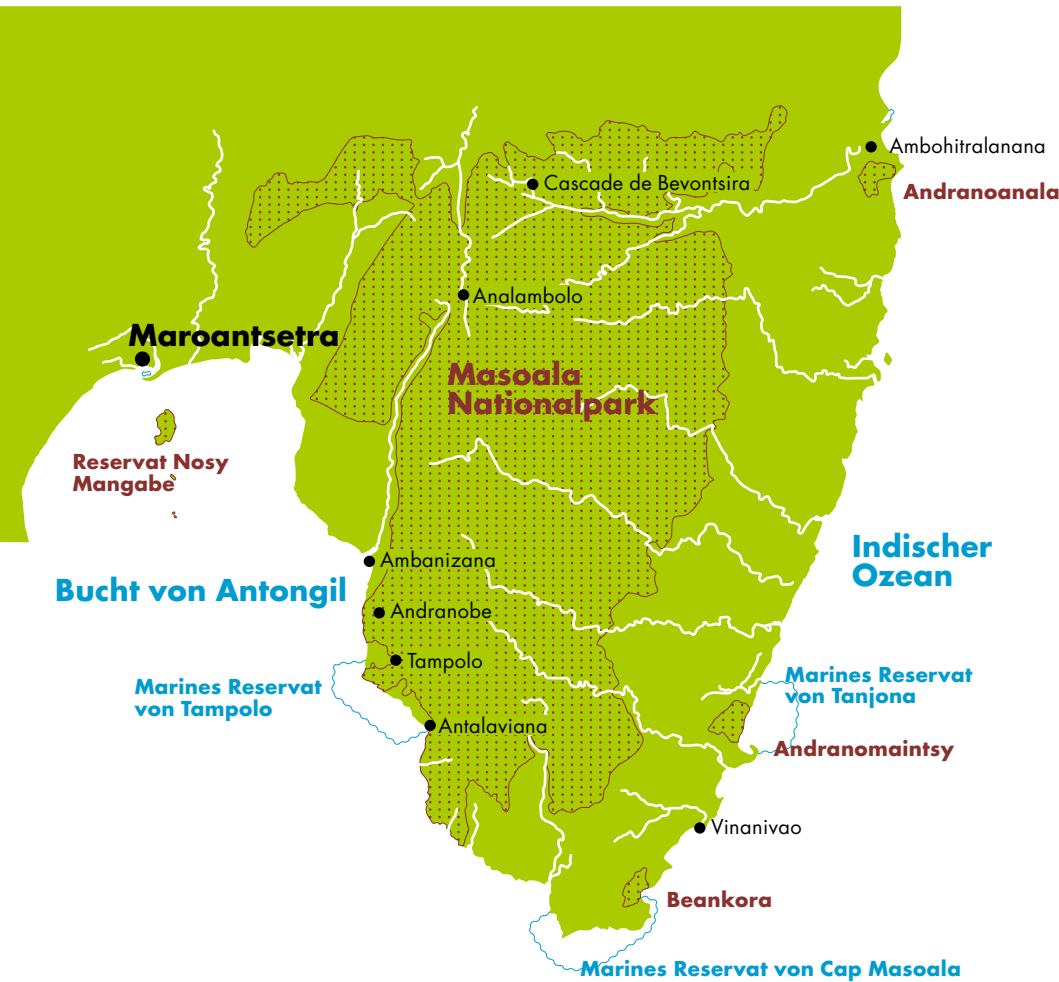 Ambohitralanana
Cascade de Bevontsira
Andranoanala
Analambolo
Maroantsetra
Masoala
Nationalpark
Reservat Nosy
Mangabe
Indischer
Ozean
Ambanizana
Bucht von Antongil
Andranobe
Tampolo
Marines Reservat
von Tampolo
Marines Reservat
von Tanjona
Antalaviana
Andranomaintsy
Vinanivao
Beankora
Marines Reservat von Cap Masoala